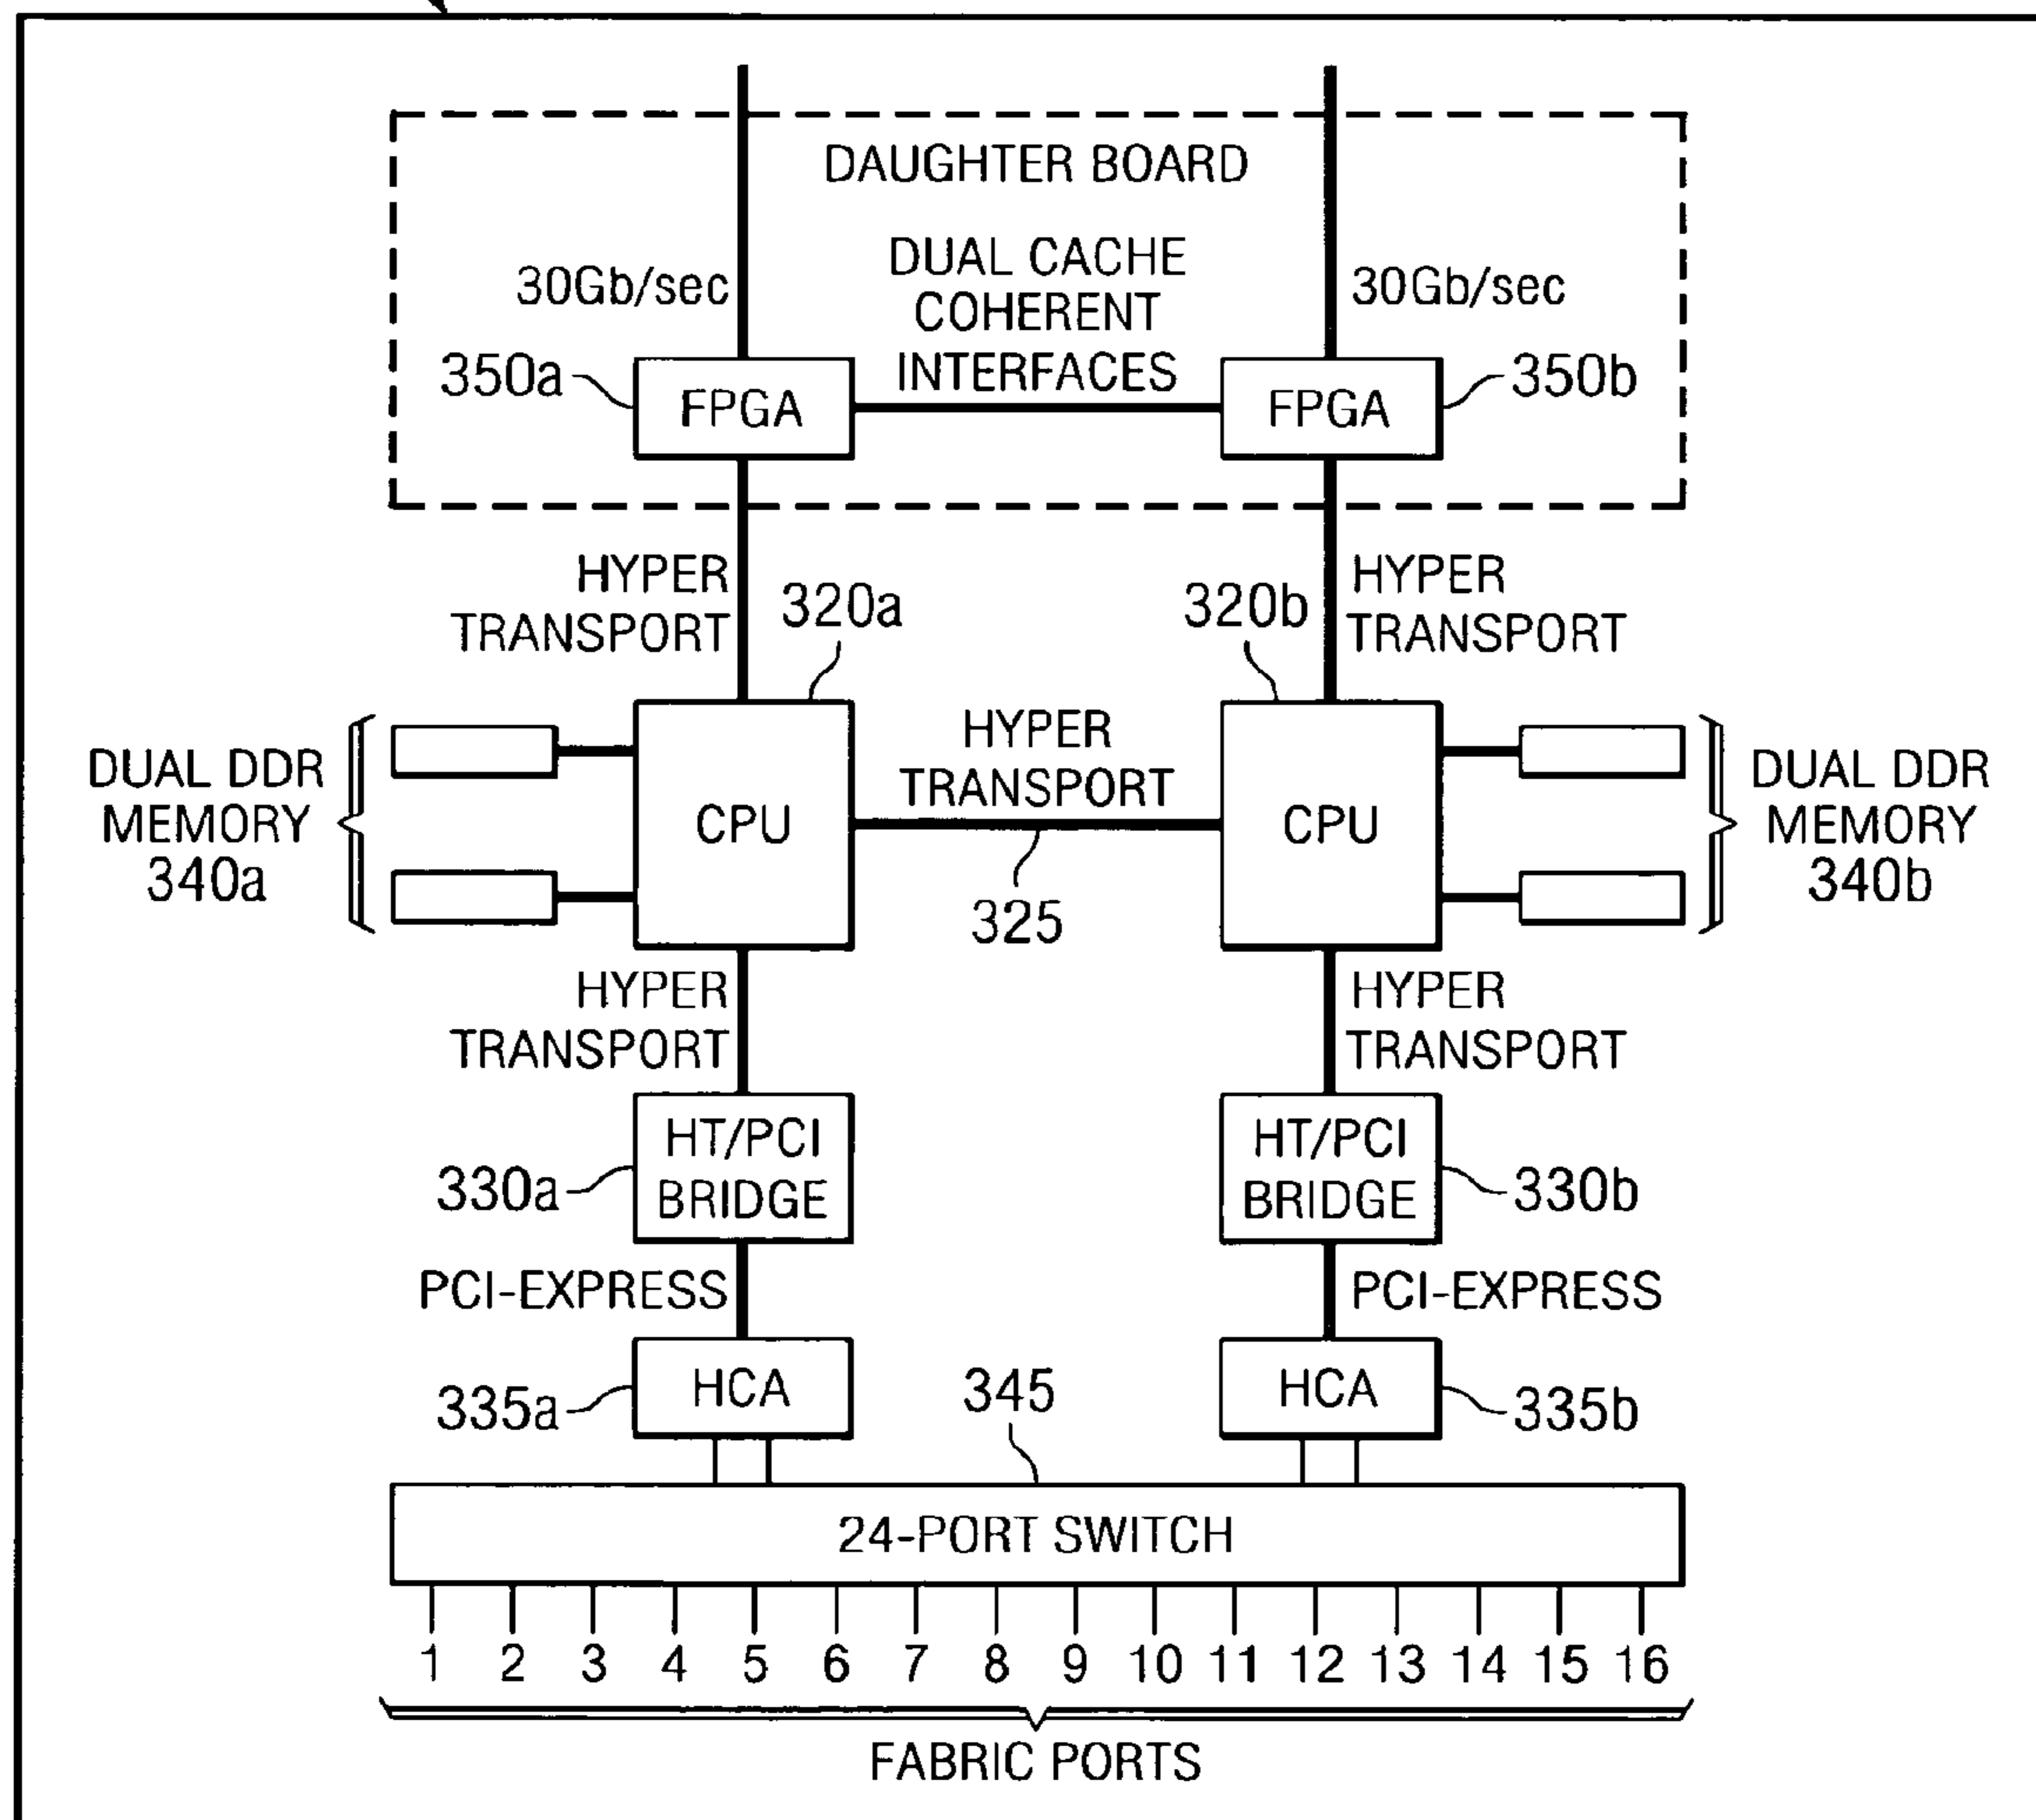 DAUGHTER BOARD
DUAL CACHE
COHERENT
INTERFACES
30Gb/sec
30Gb/sec
350a
FPGA
FPGA
350b
HYPER
TRANSPORT
HYPER
TRANSPORT
320a
320b
DUAL DDR
MEMORY
340a
CPU
HYPER
TRANSPORT
325
CPU
DUAL DDR
MEMORY
340b
HYPER
TRANSPORT
HYPER
TRANSPORT
330a
HT/PCI
BRIDGE
HT/PCI
BRIDGE
330b
PCI-EXPRESS
PCI-EXPRESS
335a
HCA
345
HCA
335b
24-PORT SWITCH
1 2 3 4 5 6 7 8 9 10 11 12 13 14 15 16
FABRIC PORTS